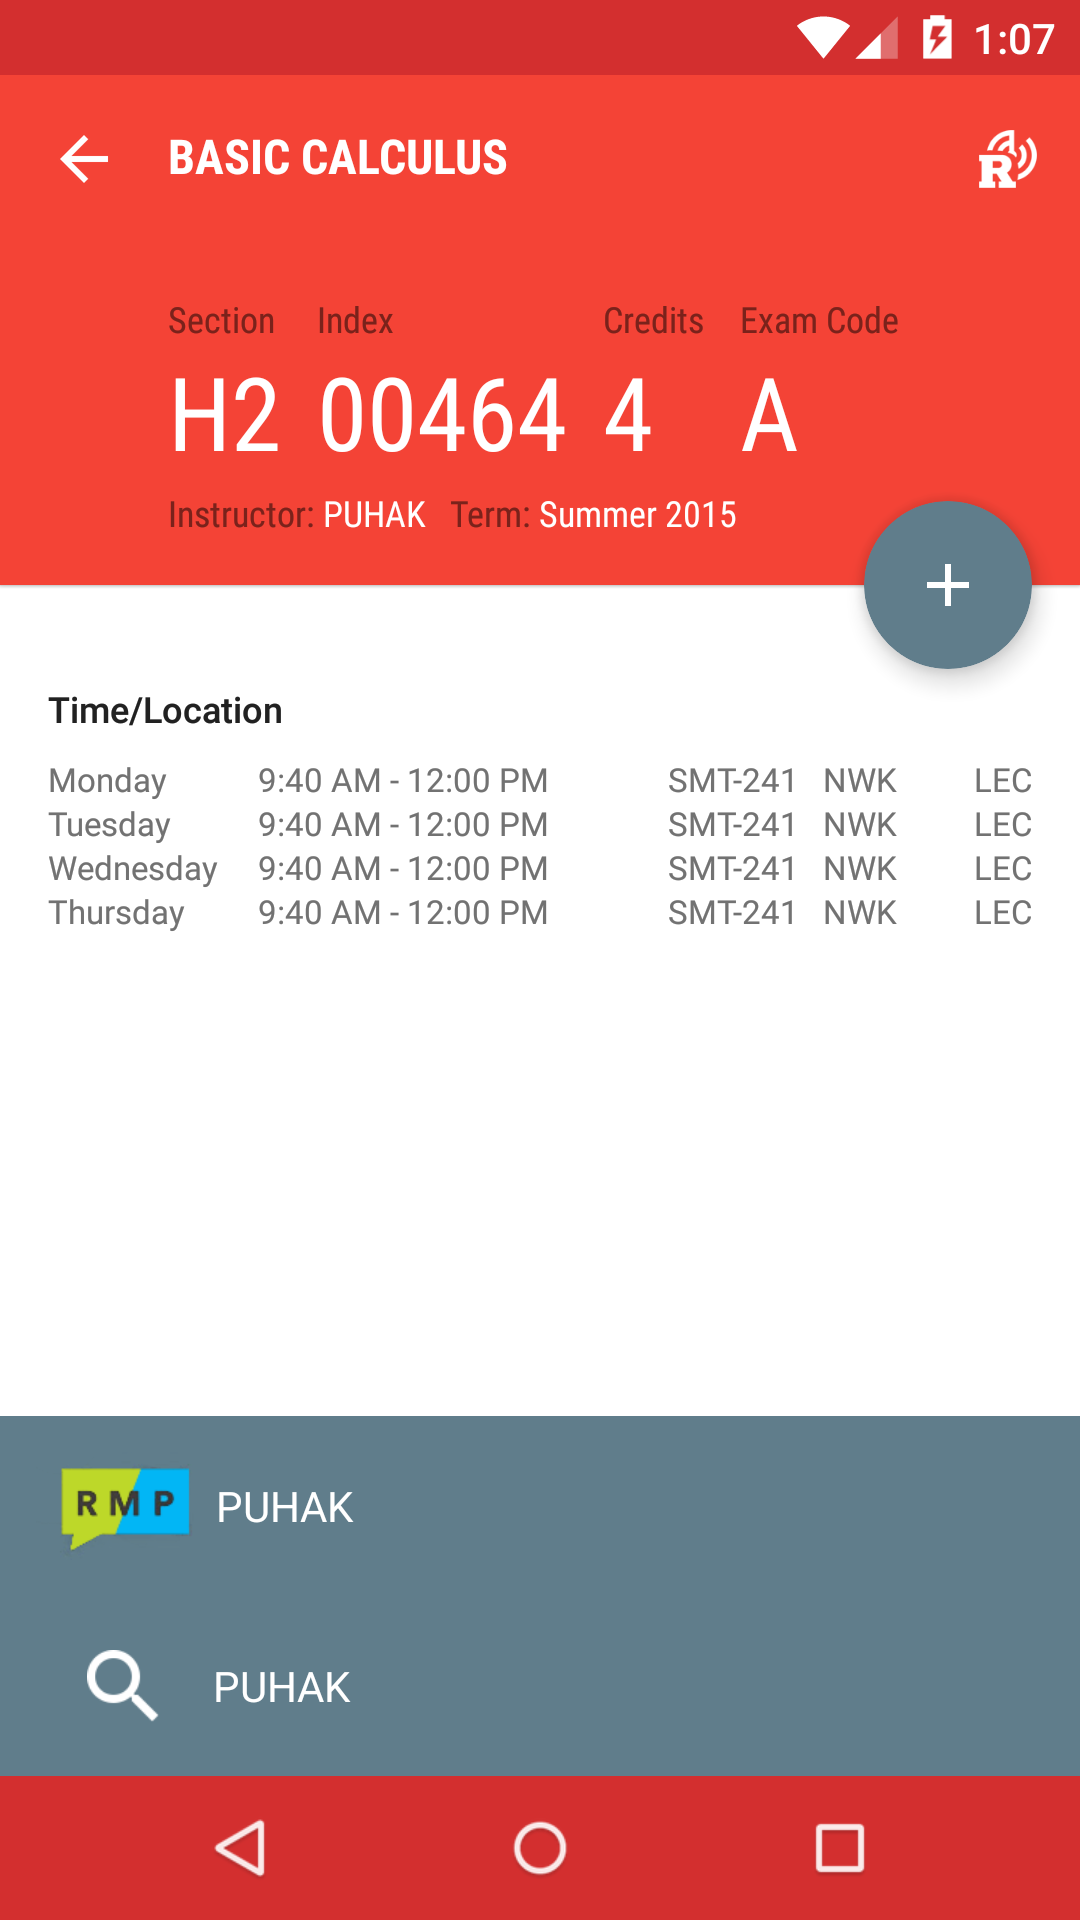 1:07
BASIC CALCULUS
R
Section Index Credits Exam Code
H2 00464 4 A
Instructor: PUHAK Term: Summer 2015
Time/Location
Monday 9:40 AM - 12:00 PM SMT-241 NWK LEC
Tuesday 9:40 AM - 12:00 PM SMT-241 NWK LEC
Wednesday 9:40 AM - 12:00 PM SMT-241 NWK LEC
Thursday 9:40 AM - 12:00 PM SMT-241 NWK LEC
RMP PUHAK
PUHAK